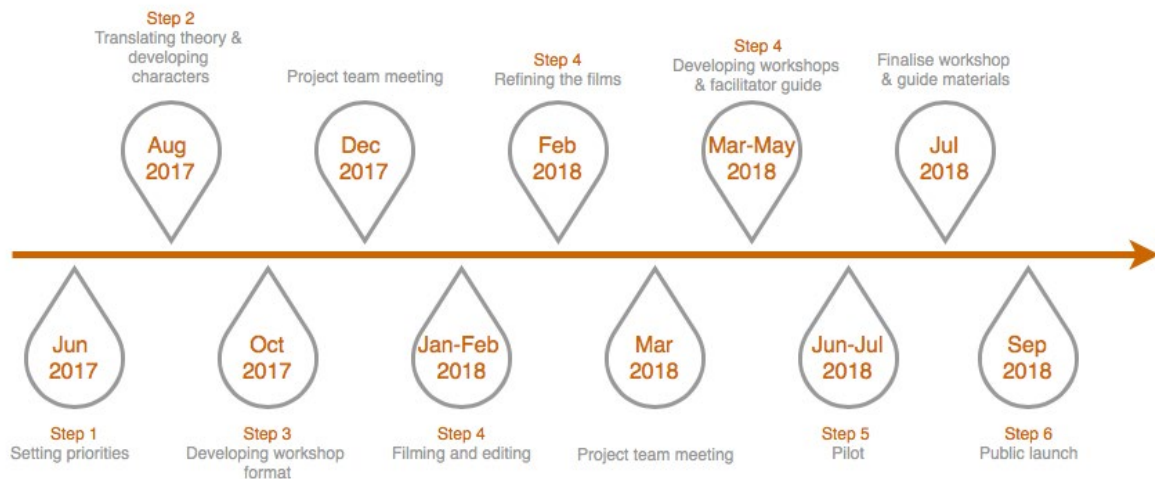 Step 2
Translating theory &
developing
characters
Project team meeting
Step 4
Refining the films
Step 4
Developing workshops
& facilitator guide
Finalise workshop
& guide materials
Aug
2017
Dec
2017
Feb
2018
Mar-May
2018
Jul
2018
Jun
2017
Oct
2017
Jan-Feb
2018
Mar
2018
Jun-Jul
2018
Sep
2018
Step 1
Setting priorities
Step 3
Developing workshop
format
Step 4
Filming and editing
Project team meeting
Step 5
Pilot
Step 6
Public launch